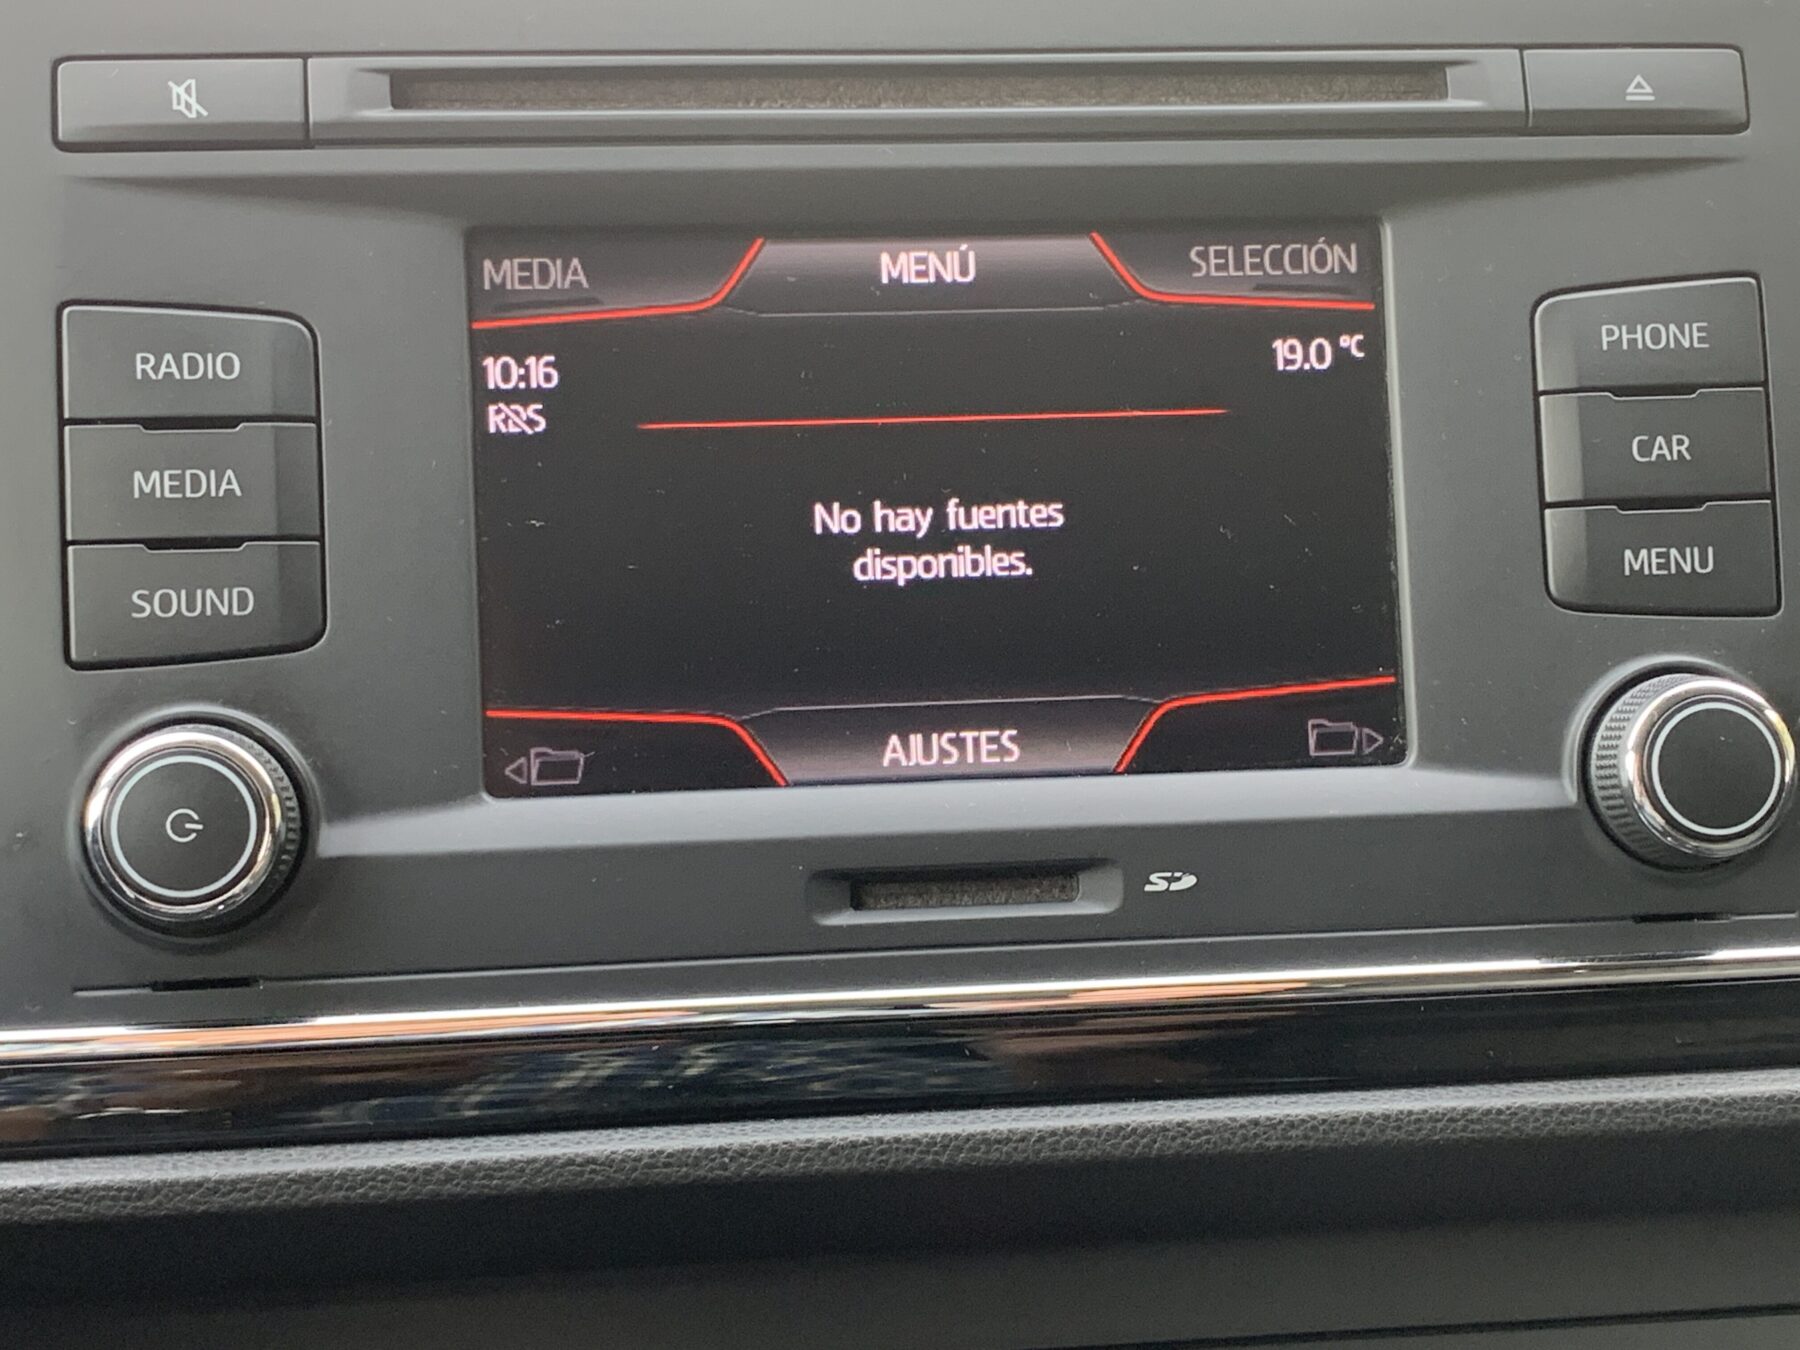 MEDIA
MENÚ
SELECCIÓN
10:16
19.0 °C
RDS
No hay fuentes
disponibles.
AJUSTES
RADIO
MEDIA
SOUND
PHONE
CAR
MENU
SD